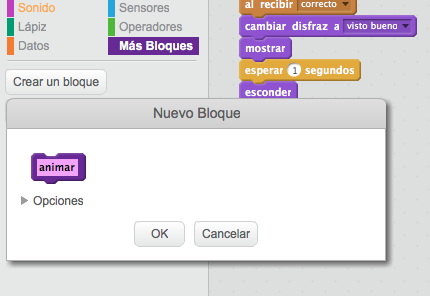 Sonido
Sensores
Lápiz
Operadores
Datos
Más Bloques
Crear un bloque
al recibir correcto
cambiar disfraz a visto bueno
mostrar
esperar 1 segundos
esconder
Nuevo Bloque
animar
Opciones
OK
Cancelar